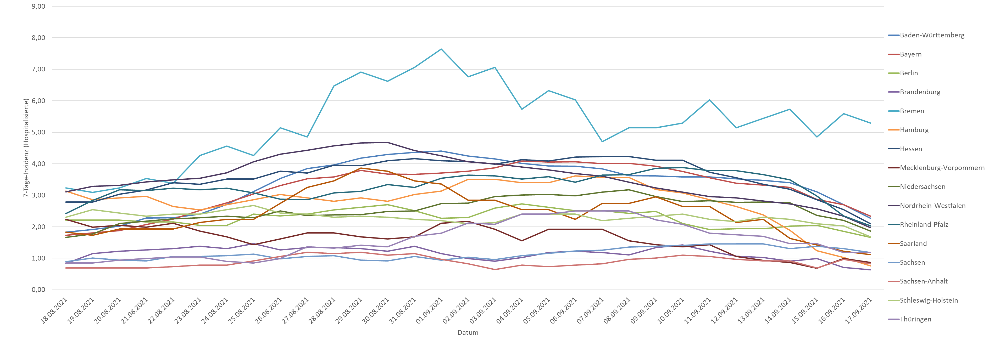 9,00
8,00
7,00
6,00
5,00
4,00
3,00
2,00
1,00
0,00
7-Tage-Inzidenz (Hospitalisierte)
18.08.2021
19.08.2021
20.08.2021
21.08.2021
22.08.2021
23.08.2021
24.08.2021
25.08.2021
26.08.2021
27.08.2021
28.08.2021
29.08.2021
30.08.2021
31.08.2021
01.09.2021
02.09.2021
03.09.2021
04.09.2021
05.09.2021
06.09.2021
07.09.2021
08.09.2021
09.09.2021
10.09.2021
11.09.2021
12.09.2021
13.09.2021
14.09.2021
15.09.2021
16.09.2021
17.09.2021
Datum
Baden-Württemberg
Bayern
Berlin
Brandenburg
Bremen
Hamburg
Hessen
Mecklenburg-Vorpommern
Niedersachsen
Nordrhein-Westfalen
Rheinland-Pfalz
Saarland
Sachsen
Sachsen-Anhalt
Schleswig-Holstein
Thüringen